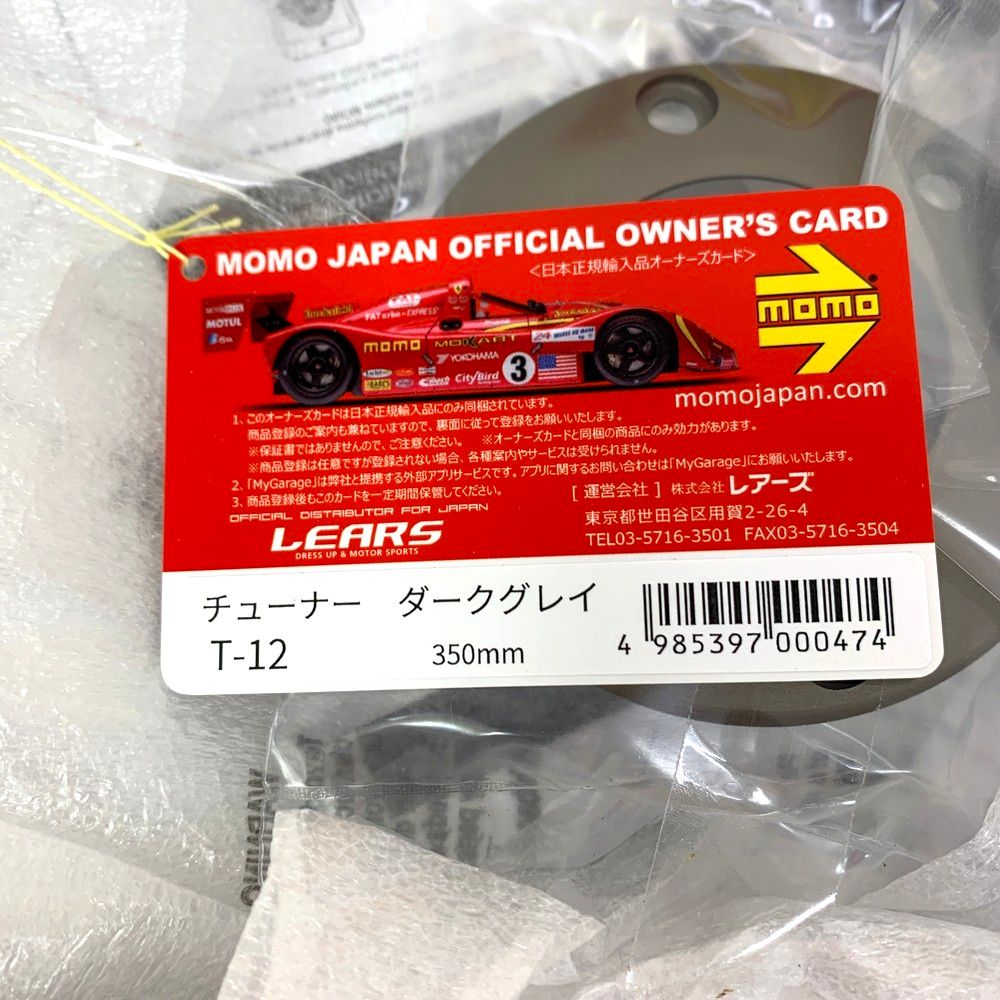 MOMO JAPAN OFFICIAL OWNER'S CARD
<日本正規輸入品オーナーズカード>
momo
momojapan.com
MOTUL
momo
MOMO KART
YOKOHAMA
City Bird
3
1、このオーナーズカードは日本正規輸入品にのみ同梱されています。
商品登録のご案内も兼ねていますので、裏面に従って登録をお願いいたします。
※保証書ではありませんので、ご注意ください。 ※オーナーズカードと同梱の商品にのみ効力があります。
※商品登録は任意ですが登録されない場合、各種案内やサービスは受けられません。
2、「MyGarage」は弊社と提携する外部アプリサービスです。アプリに関するお問い合わせは「MyGarage」にお願いいたします。
3、商品登録後もこのカードを一定期間保管してください。
OFFICIAL DISTRIBUTOR FOR JAPAN
LEARS
DRESS UP & MOTOR SPORTS
[ 運営会社 ] 株式会社レアーズ
東京都世田谷区用賀2-26-4
TEL03-5716-3501 FAX03-5716-3504
チューナー ダークグレイ
T-12 350mm
4 985397 000474
WARNING